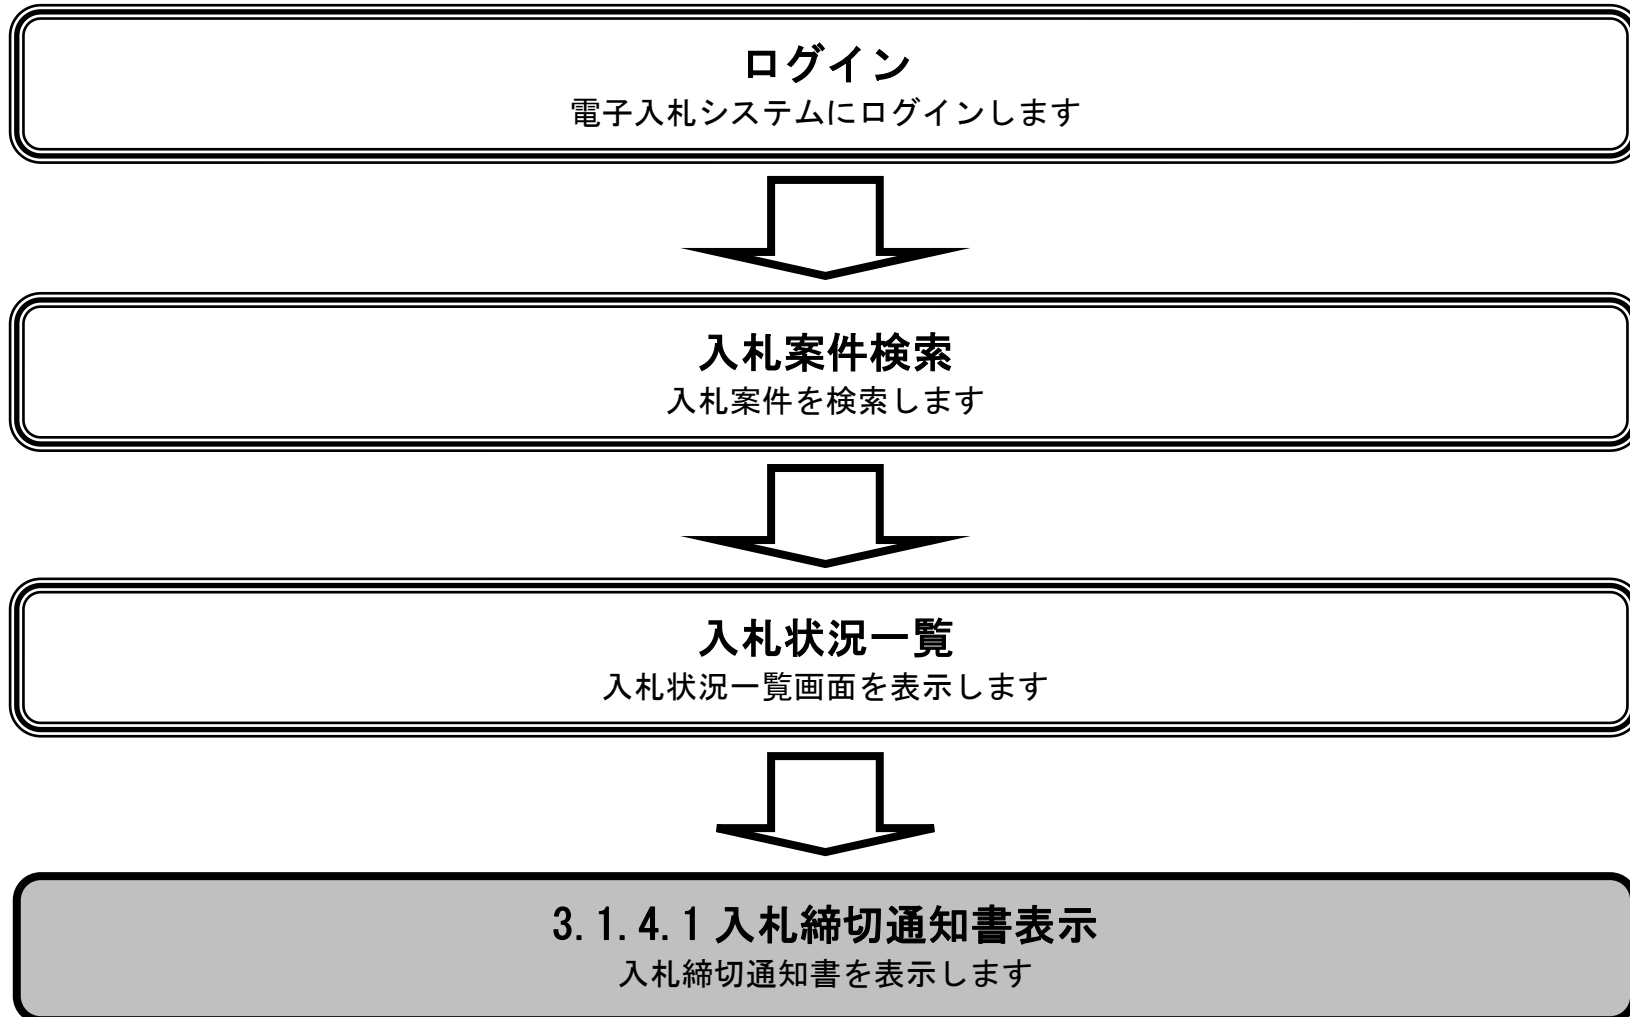 ログイン
電子入札システムにログインします
入札案件検索
入札案件を検索します
入札状況一覧
入札状況一覧画面を表示します
3.1.4.1入札締切通知書表示
入札締切通知書を表示します